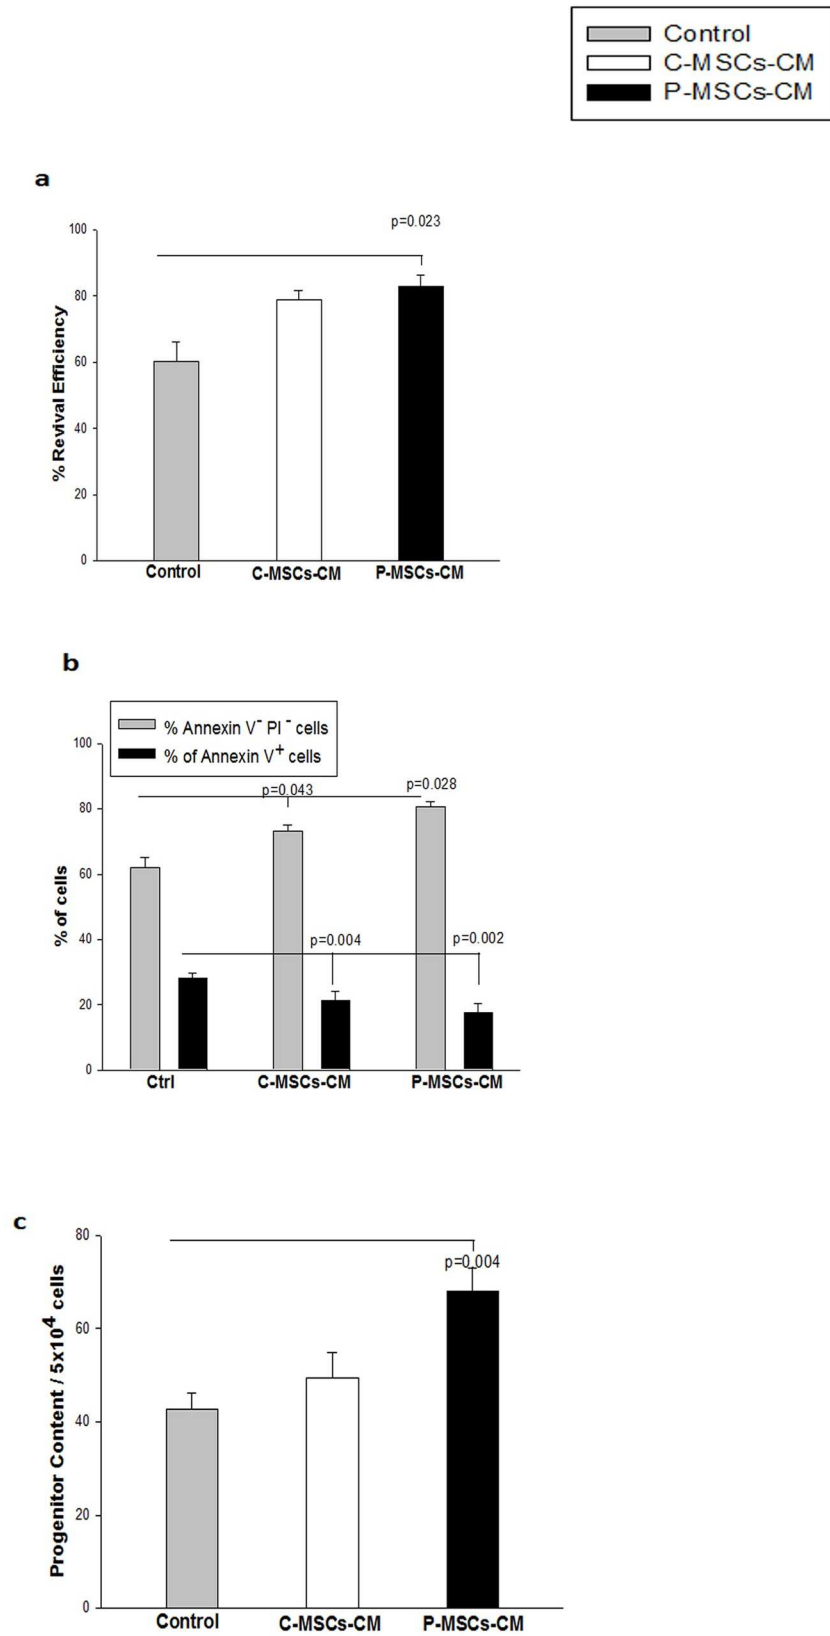 Control
C-MSCs-CM
P-MSCs-CM
a
p=0.023
% Revival Efficiency
100
80
60
40
20
0
Control C-MSCs-CM P-MSCs-CM
b
% Annexin V⁻ PI⁻ cells
% of Annexin V⁺ cells
p=0.043 p=0.028
p=0.004 p=0.002
% of cells
100
80
60
40
20
0
Ctrl C-MSCs-CM P-MSCs-CM
c
p=0.004
Progenitor Content / 5x10⁴ cells
80
60
40
20
0
Control C-MSCs-CM P-MSCs-CM